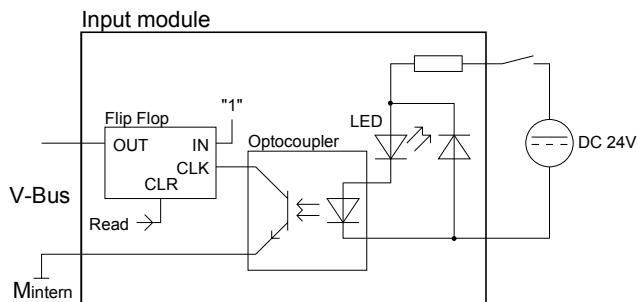 Input module
"1"
Flip Flop
LED
OUT
IN
Optocoupler
DC 24V
CLK
V-Bus
CLR
Read
Mintern